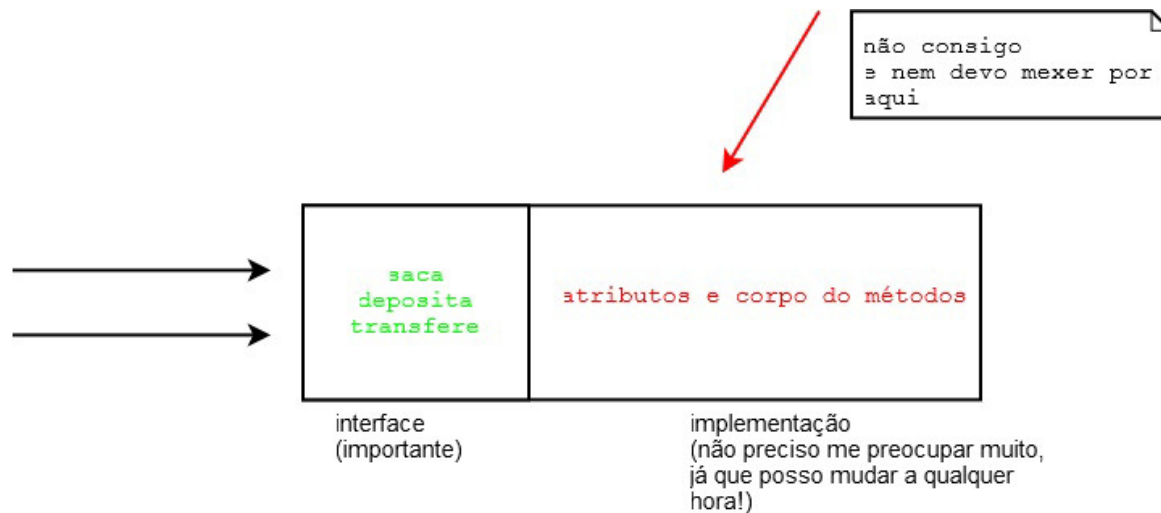 não consigo
e nem devo mexer por
aqui
saca
deposita
transfere
atributos e corpo do métodos
interface
(importante)
implementação
(não preciso me preocupar muito,
já que posso mudar a qualquer
hora!)